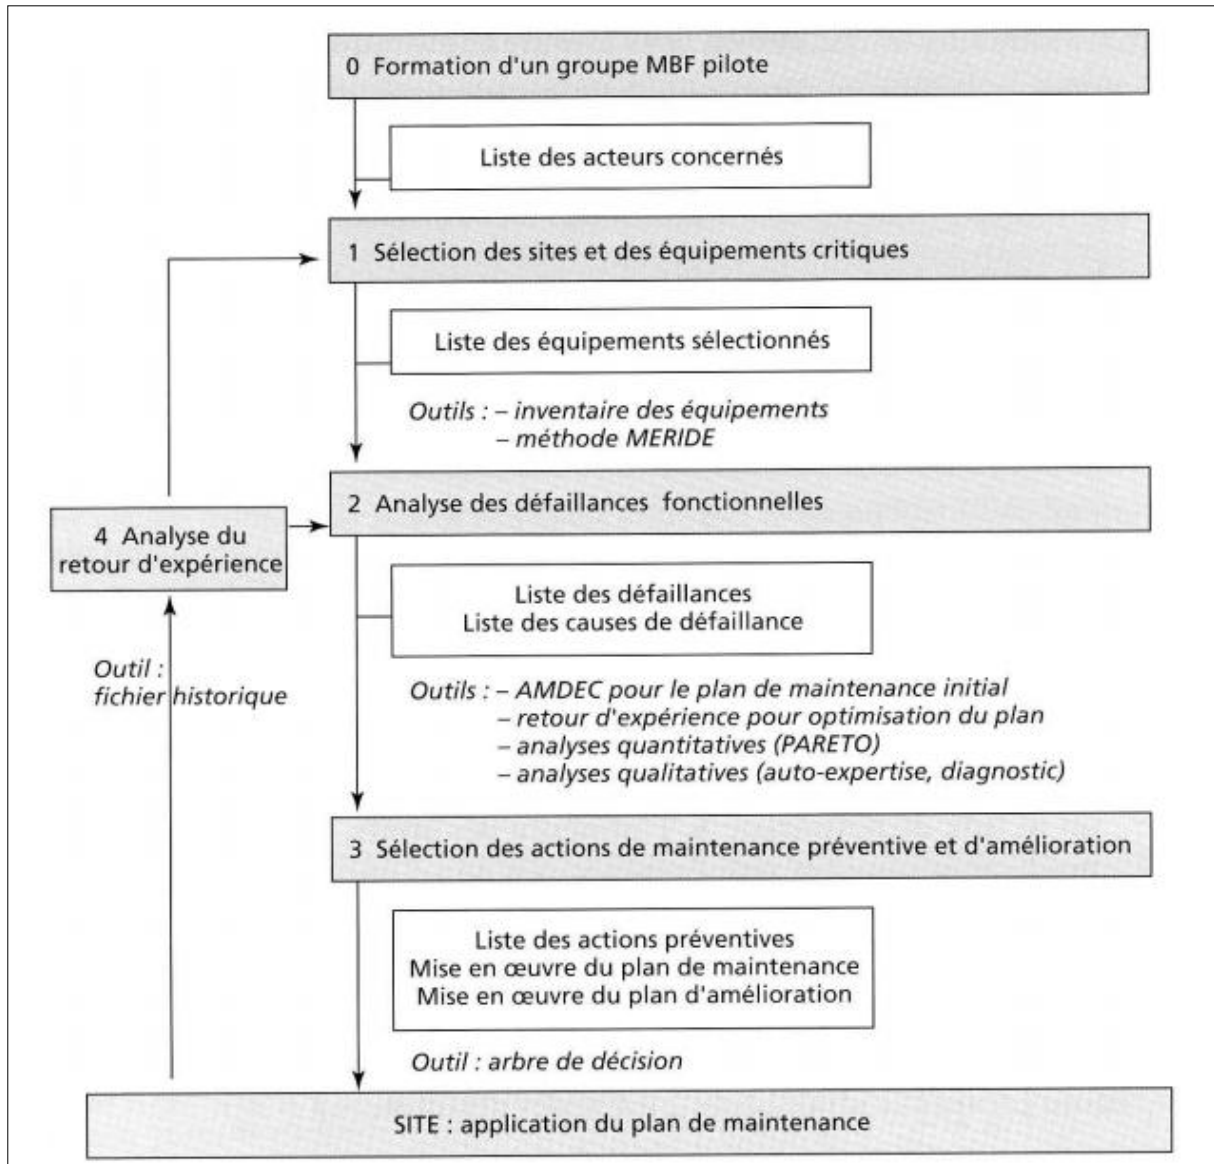 0 Formation d'un groupe MBF pilote
Liste des acteurs concernés
1 Sélection des sites et des équipements critiques
Liste des équipements sélectionnés
Outils : – inventaire des équipements
– méthode MERIDE
2 Analyse des défaillances fonctionnelles
4 Analyse du
retour d'expérience
Liste des défaillances
Liste des causes de défaillance
Outil :
fichier historique
Outils : – AMDEC pour le plan de maintenance initial
– retour d'expérience pour optimisation du plan
– analyses quantitatives (PARETO)
– analyses qualitatives (auto-expertise, diagnostic)
3 Sélection des actions de maintenance préventive et d'amélioration
Liste des actions préventives
Mise en œuvre du plan de maintenance
Mise en œuvre du plan d'amélioration
Outil : arbre de décision
SITE : application du plan de maintenance